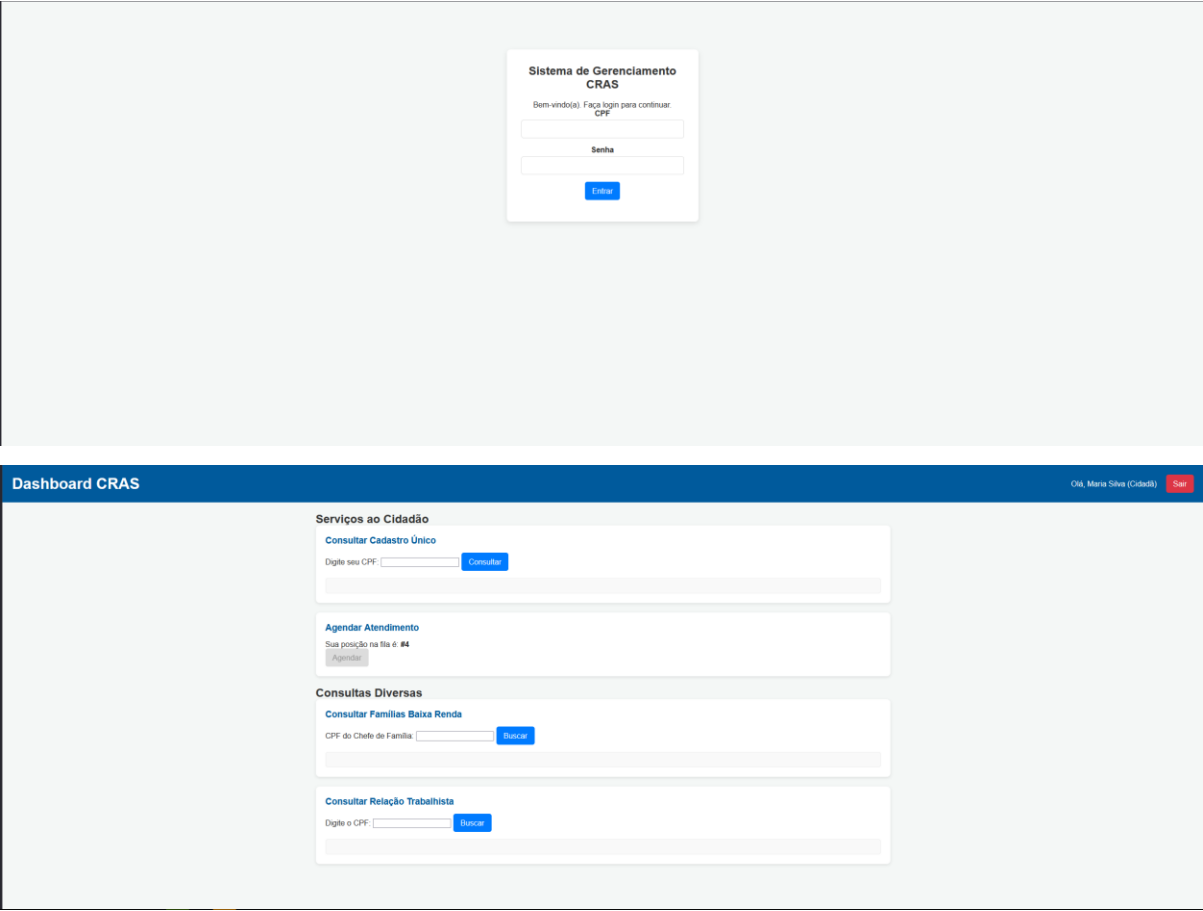 Sistema de Gerenciamento
CRAS
Bem-vindo(a). Faça login para continuar.
CPF
Senha
Entrar
Dashboard CRAS
Olá, Maria Silva (Cidadã)
Sair
Serviços ao Cidadão
Consultar Cadastro Único
Digite seu CPF:
Consultar
Agendar Atendimento
Sua posição na fila é: #4
Agendar
Consultas Diversas
Consultar Famílias Baixa Renda
CPF do Chefe de Família:
Buscar
Consultar Relação Trabalhista
Digite o CPF:
Buscar